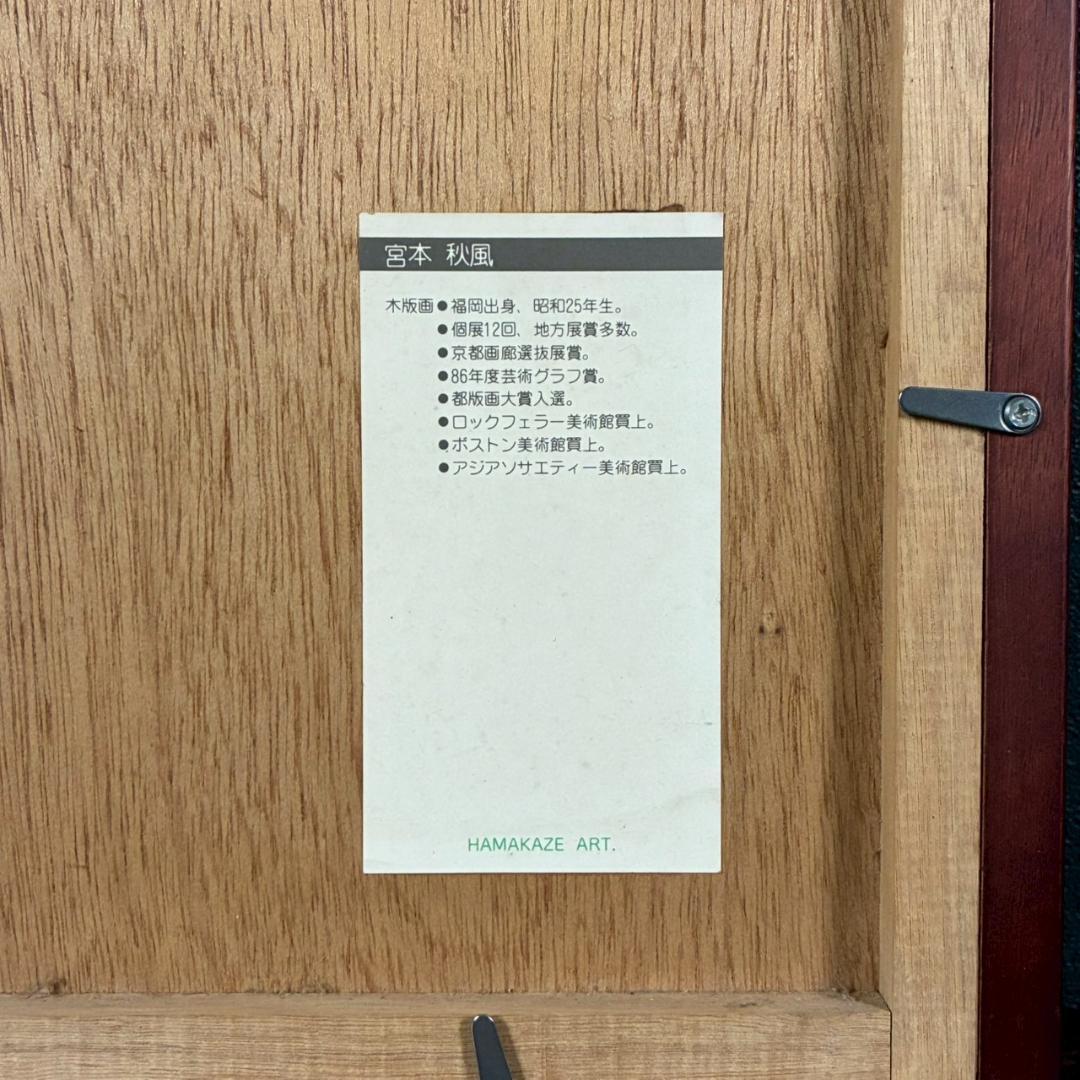 宮本 秋風
木版画●福岡出身、昭和25年生。
●個展12回、地方展賞多数。
●京都画廊選抜展賞。
●86年度芸術グラフ賞。
●都版画大賞入選。
●ロックフェラー美術館買上。
●ボストン美術館買上。
●アジアソサエティー美術館買上。
HAMAKAZE ART.